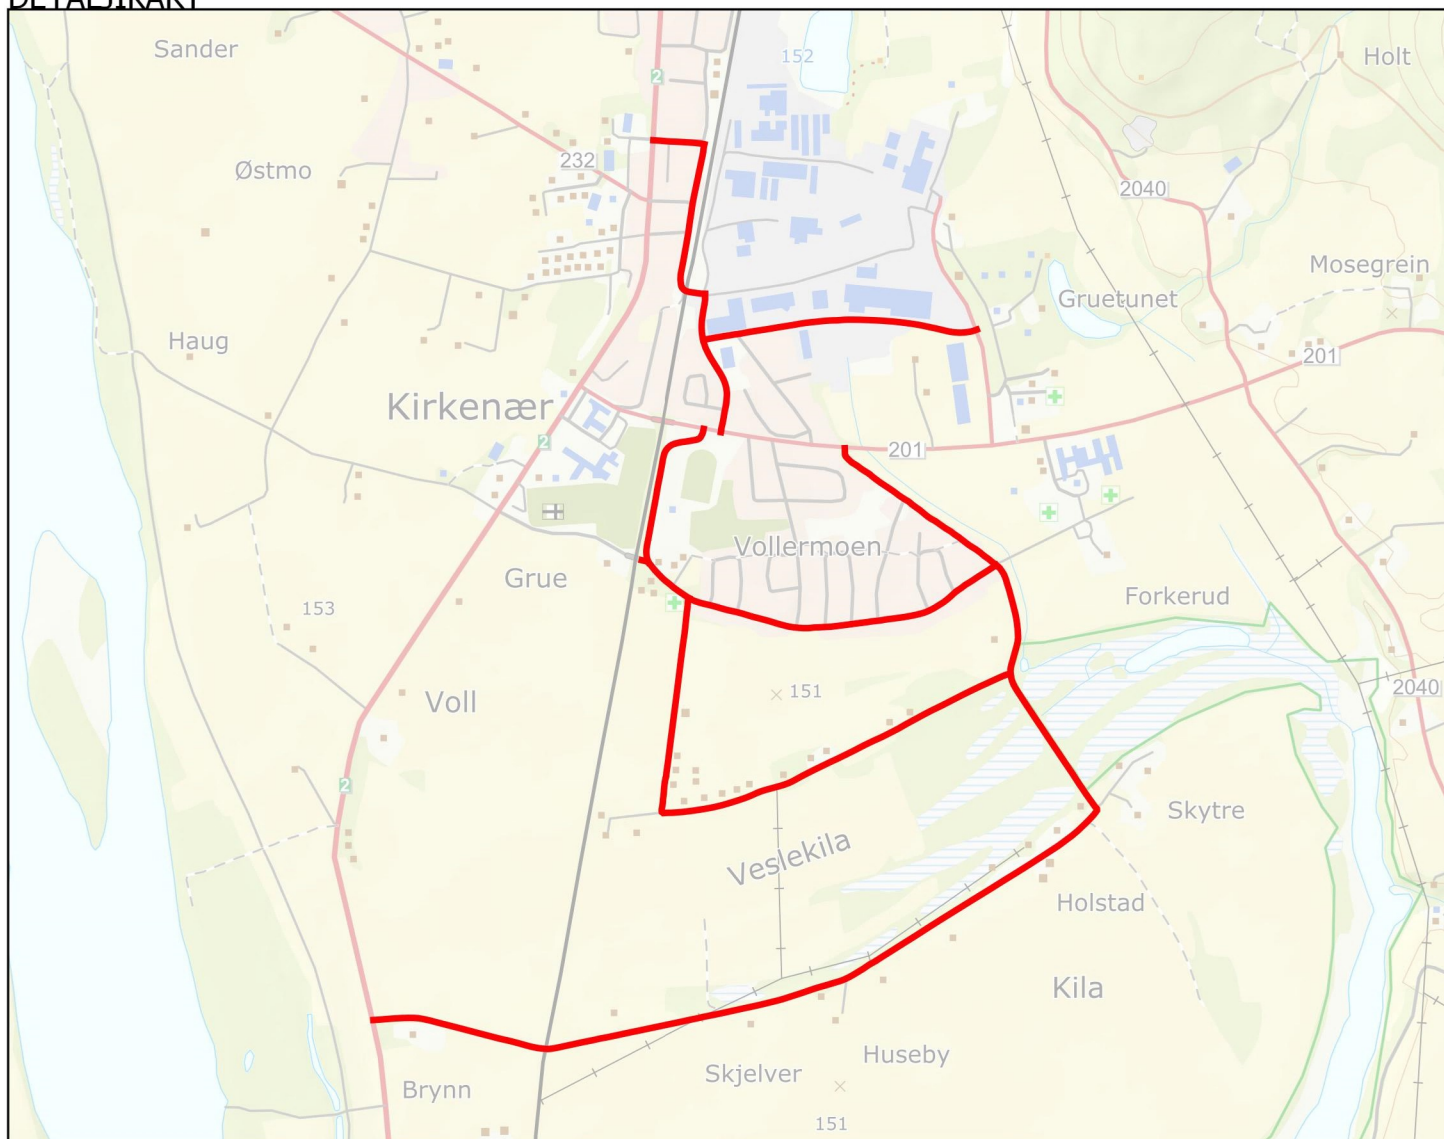 DETALJKART
Sander
152
Holt
2
232
Østmo
2040
Mosegrein
Gruetunet
Haug
201
Kirkenær
2
201
Vollermoen
Grue
153
Forkerud
151
Voll
2040
2
Skytre
Veslekila
Holstad
Kila
Huseby
Skjelver
Brynn
151